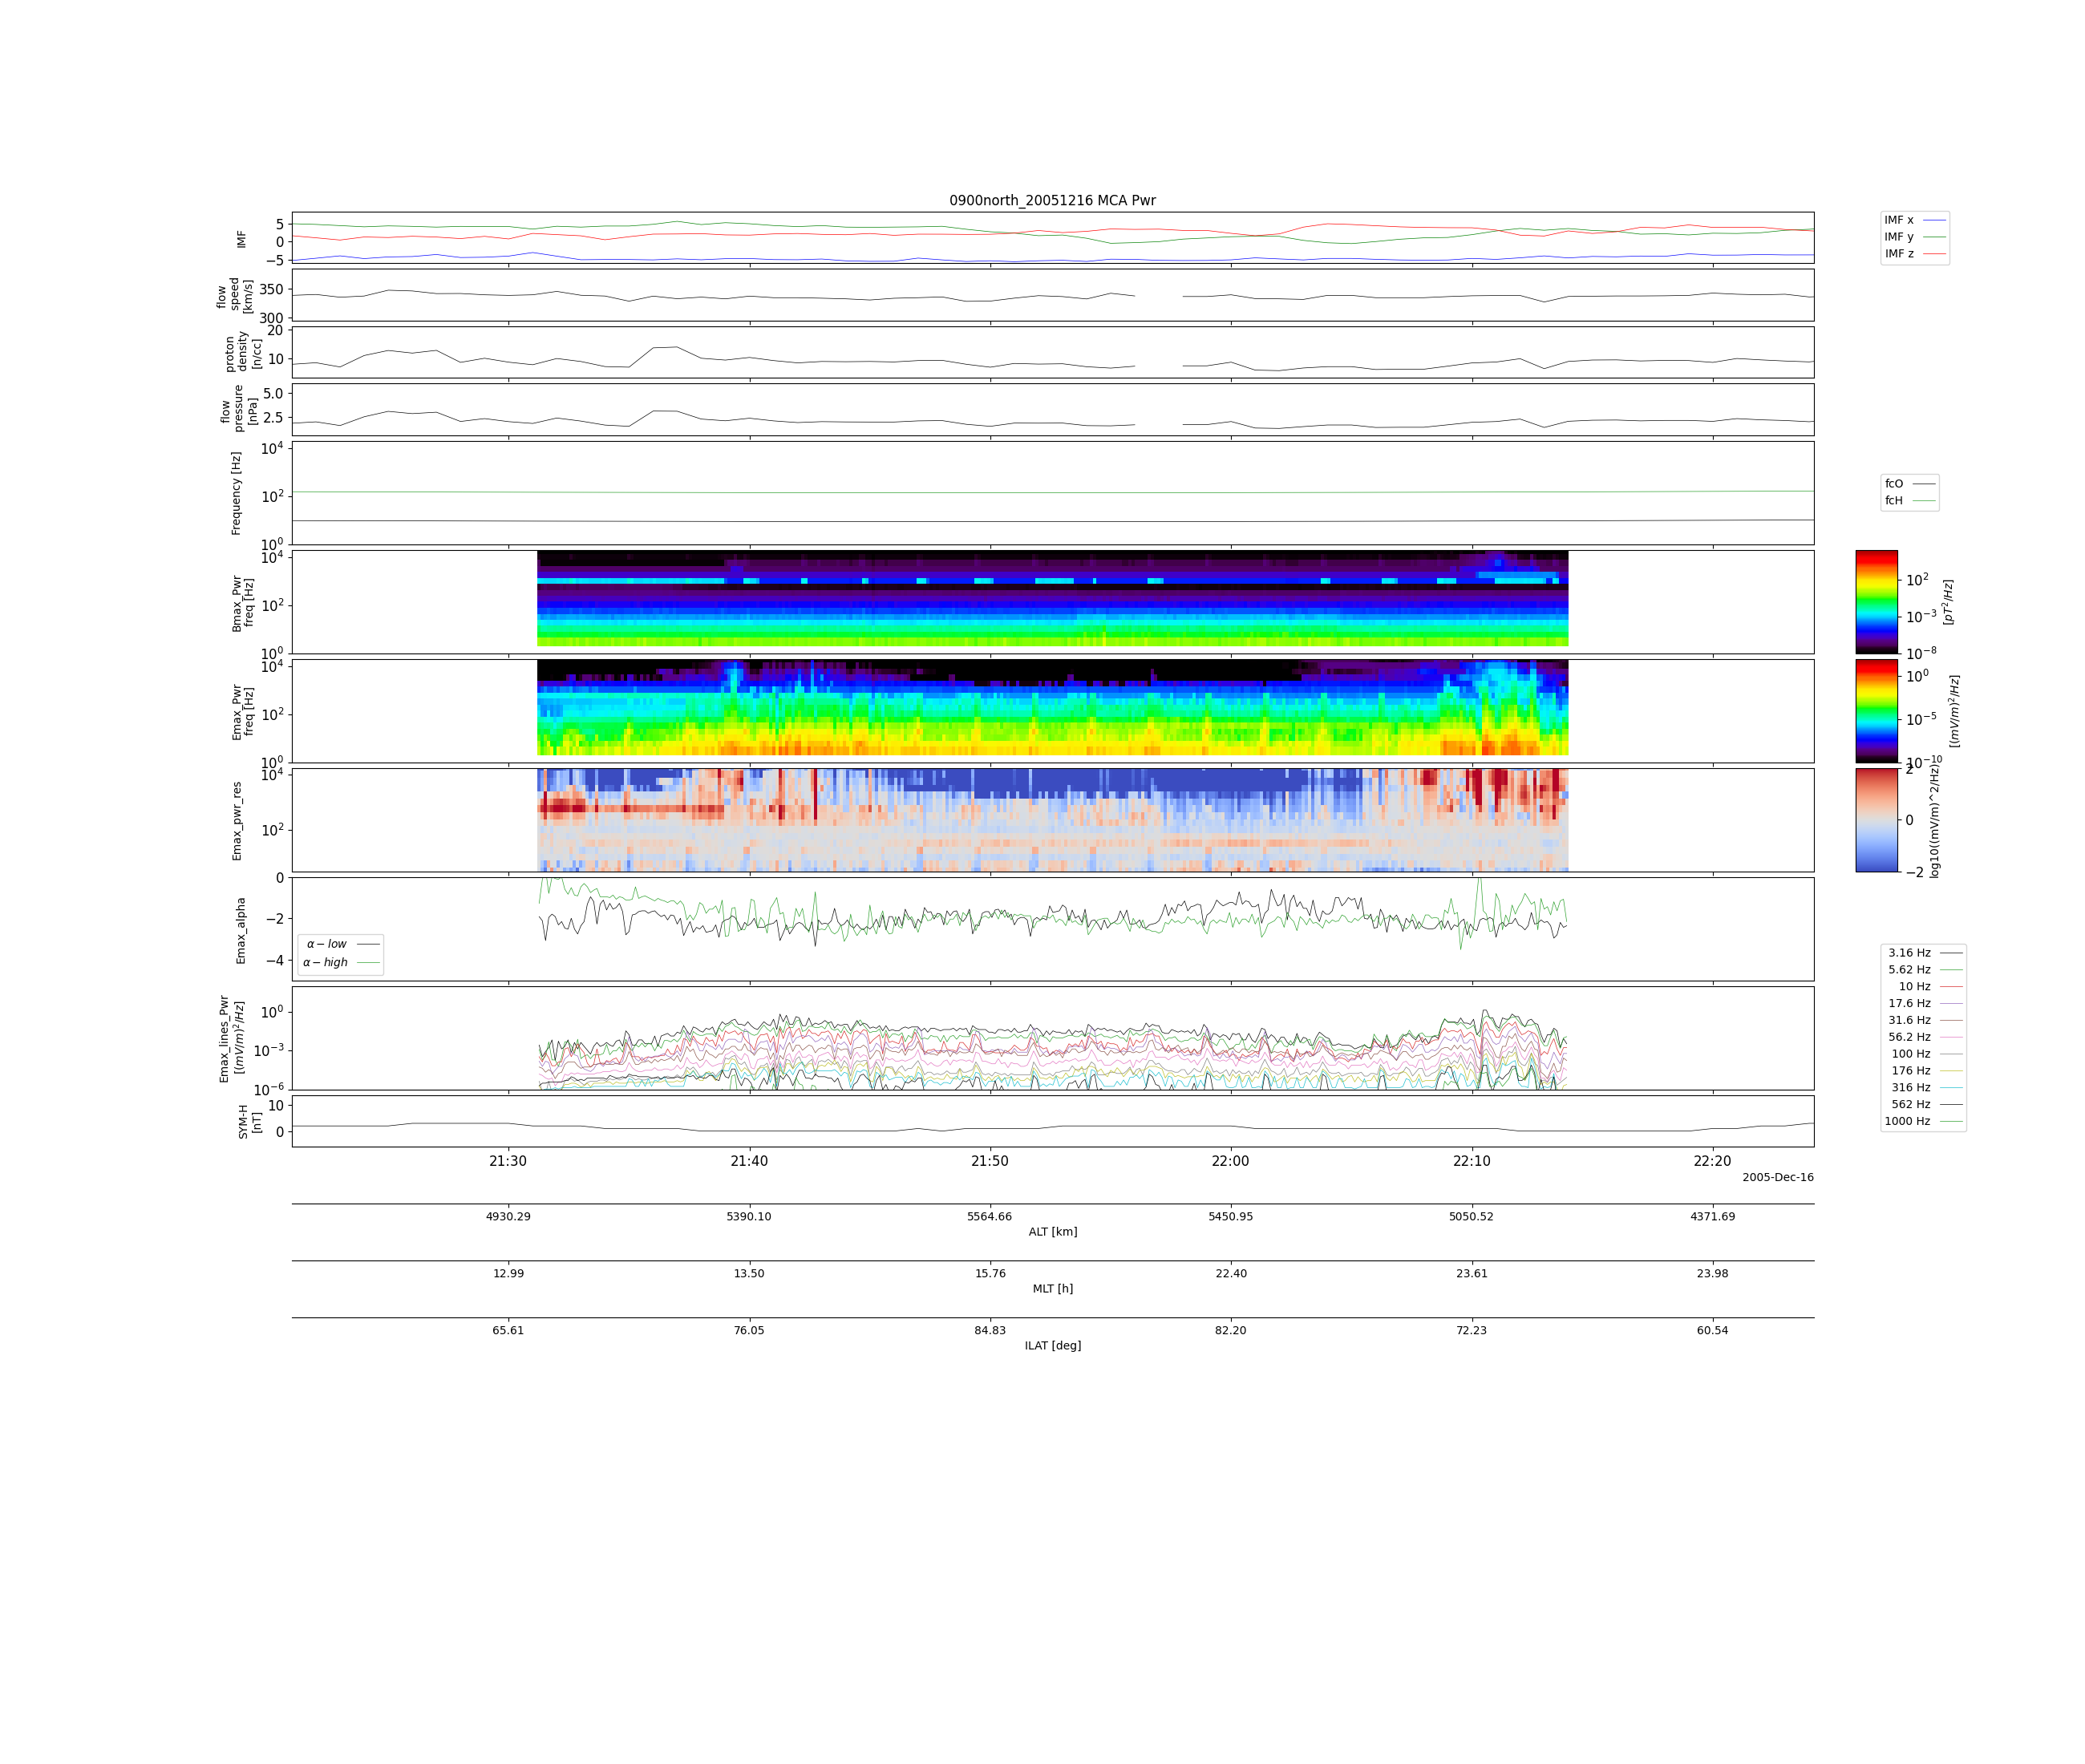 0900north_20051216 MCA Pwr
IMF
5
0
−5
IMF x
IMF y
IMF z
flow
speed
[km/s]
350
300
proton
density
[n/cc]
20
10
flow
pressure
[nPa]
5.0
2.5
Frequency [Hz]
10^4
10^2
10^0
fcO
fcH
Bmax_Pwr
freq [Hz]
10^4
10^2
10^0
10^2
10^−3
10^−8
[pT^2/Hz]
Emax_Pwr
freq [Hz]
10^4
10^2
10^0
10^0
10^−5
10^−10
[(mV/m)^2/Hz]
Emax_pwr_res
10^4
10^2
2
0
−2
log10((mV/m)^2/Hz)
Emax_alpha
0
−2
−4
α − low
α − high
Emax_lines_Pwr
[(mV/m)^2/Hz]
10^0
10^−3
10^−6
3.16 Hz
5.62 Hz
10 Hz
17.6 Hz
31.6 Hz
56.2 Hz
100 Hz
176 Hz
316 Hz
562 Hz
1000 Hz
SYM-H
[nT]
10
0
21:30 21:40 21:50 22:00 22:10 22:20
2005-Dec-16
4930.29 5390.10 5564.66 5450.95 5050.52 4371.69
ALT [km]
12.99 13.50 15.76 22.40 23.61 23.98
MLT [h]
65.61 76.05 84.83 82.20 72.23 60.54
ILAT [deg]